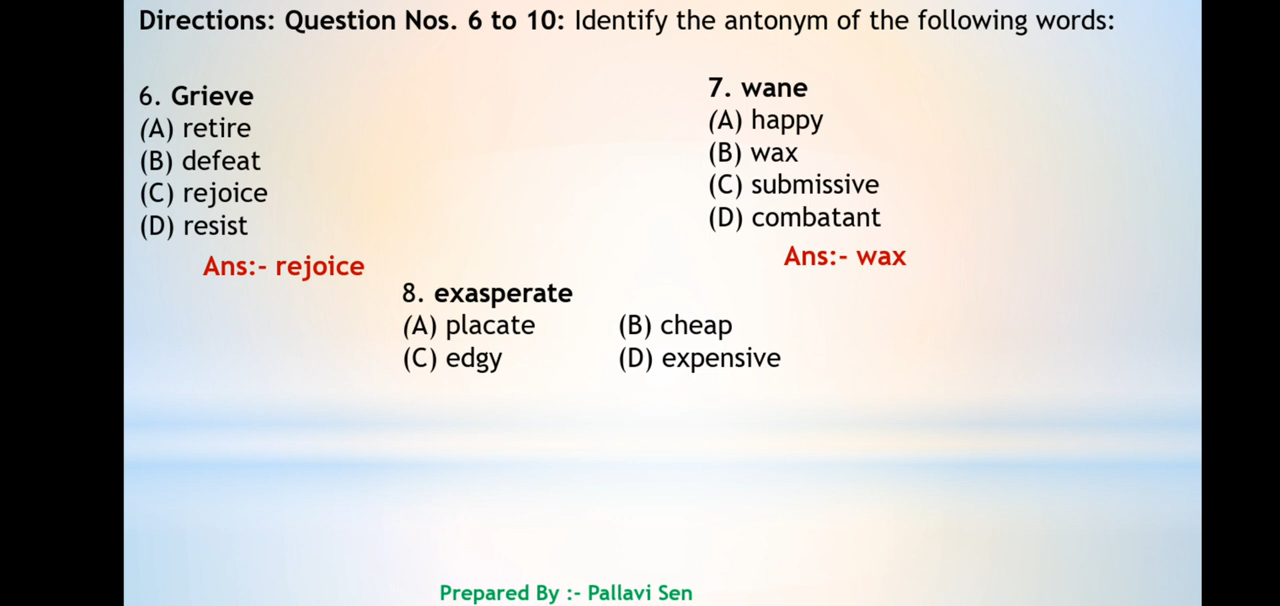 Directions: Question Nos. 6 to 10: Identify the antonym of the following words:
6. Grieve
(A) retire
(B) defeat
(C) rejoice
(D) resist
Ans:- rejoice
7. wane
(A) happy
(B) wax
(C) submissive
(D) combatant
Ans:- wax
8. exasperate
(A) placate (B) cheap
(C) edgy (D) expensive
Prepared By :- Pallavi Sen